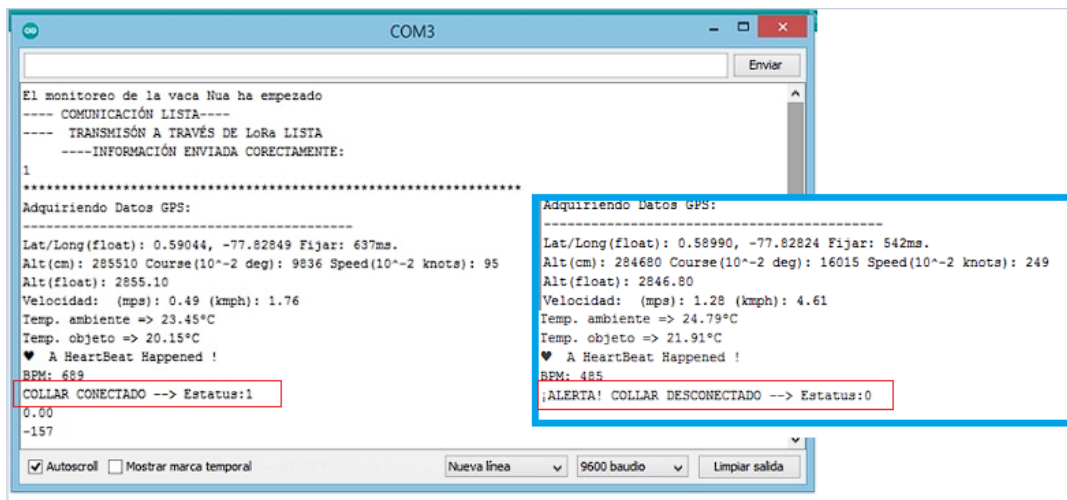 COM3
Enviar
El monitoreo de la vaca Nua ha empezado
---- COMUNICACIÓN LISTA----
---- TRANSMISÓN A TRAVÉS DE LoRa LISTA
----INFORMACIÓN ENVIADA CORECTAMENTE:
1
*****************************************************************
Adquiriendo Datos GPS:
-------------------------------------------
Lat/Long(float): 0.59044, -77.82849 Fijar: 637ms.
Alt(cm): 285510 Course(10^-2 deg): 9836 Speed(10^-2 knots): 95
Alt(float): 2855.10
Velocidad: (mps): 0.49 (kmph): 1.76
Temp. ambiente => 23.45°C
Temp. objeto => 20.15°C
♥ A HeartBeat Happened !
BPM: 689
COLLAR CONECTADO --> Estatus:1
0.00
-157
Adquiriendo Datos GPS:
--------------------------------------------
Lat/Long(float): 0.58990, -77.82824 Fijar: 542ms.
Alt(cm): 284680 Course(10^-2 deg): 16015 Speed(10^-2 knots): 249
Alt(float): 2846.80
Velocidad: (mps): 1.28 (kmph): 4.61
Temp. ambiente => 24.79°C
Temp. objeto => 21.91°C
♥ A HeartBeat Happened !
BPM: 485
¡ALERTA! COLLAR DESCONECTADO --> Estatus:0
Autoscroll Mostrar marca temporal Nueva línea 9600 baudio Limpiar salida